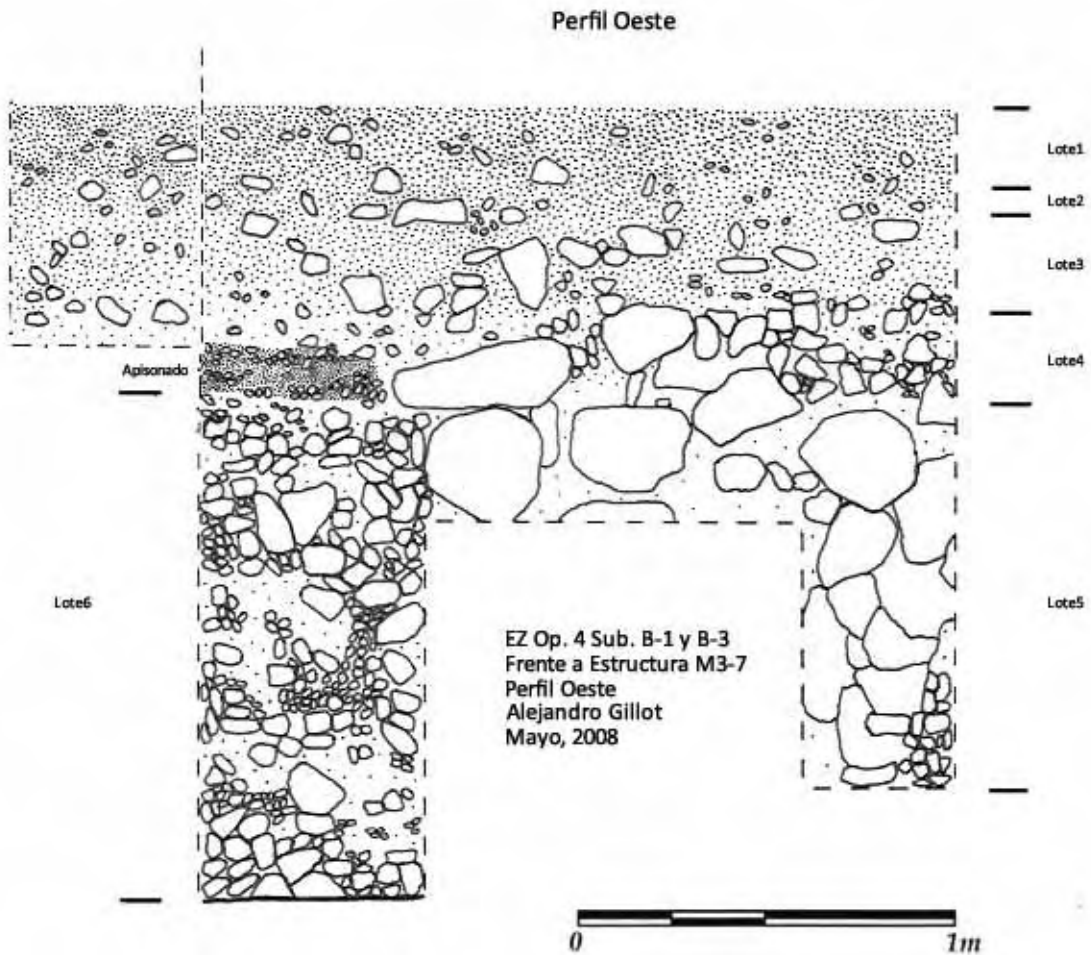 Perfil Oeste
Lote1
Lote2
Lote3
Apisonado
Lote4
Lote6
Lote5
EZ Op. 4 Sub. B-1 y B-3
Frente a Estructura M3-7
Perfil Oeste
Alejandro Gillot
Mayo, 2008
0
1m